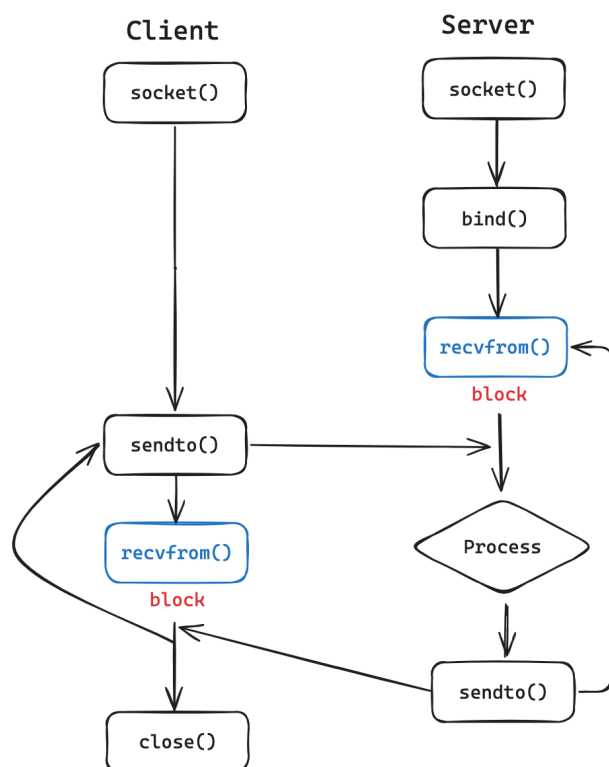 Client
socket()
sendto()
recvfrom()
block
close()
Server
socket()
bind()
recvfrom()
block
Process
sendto()